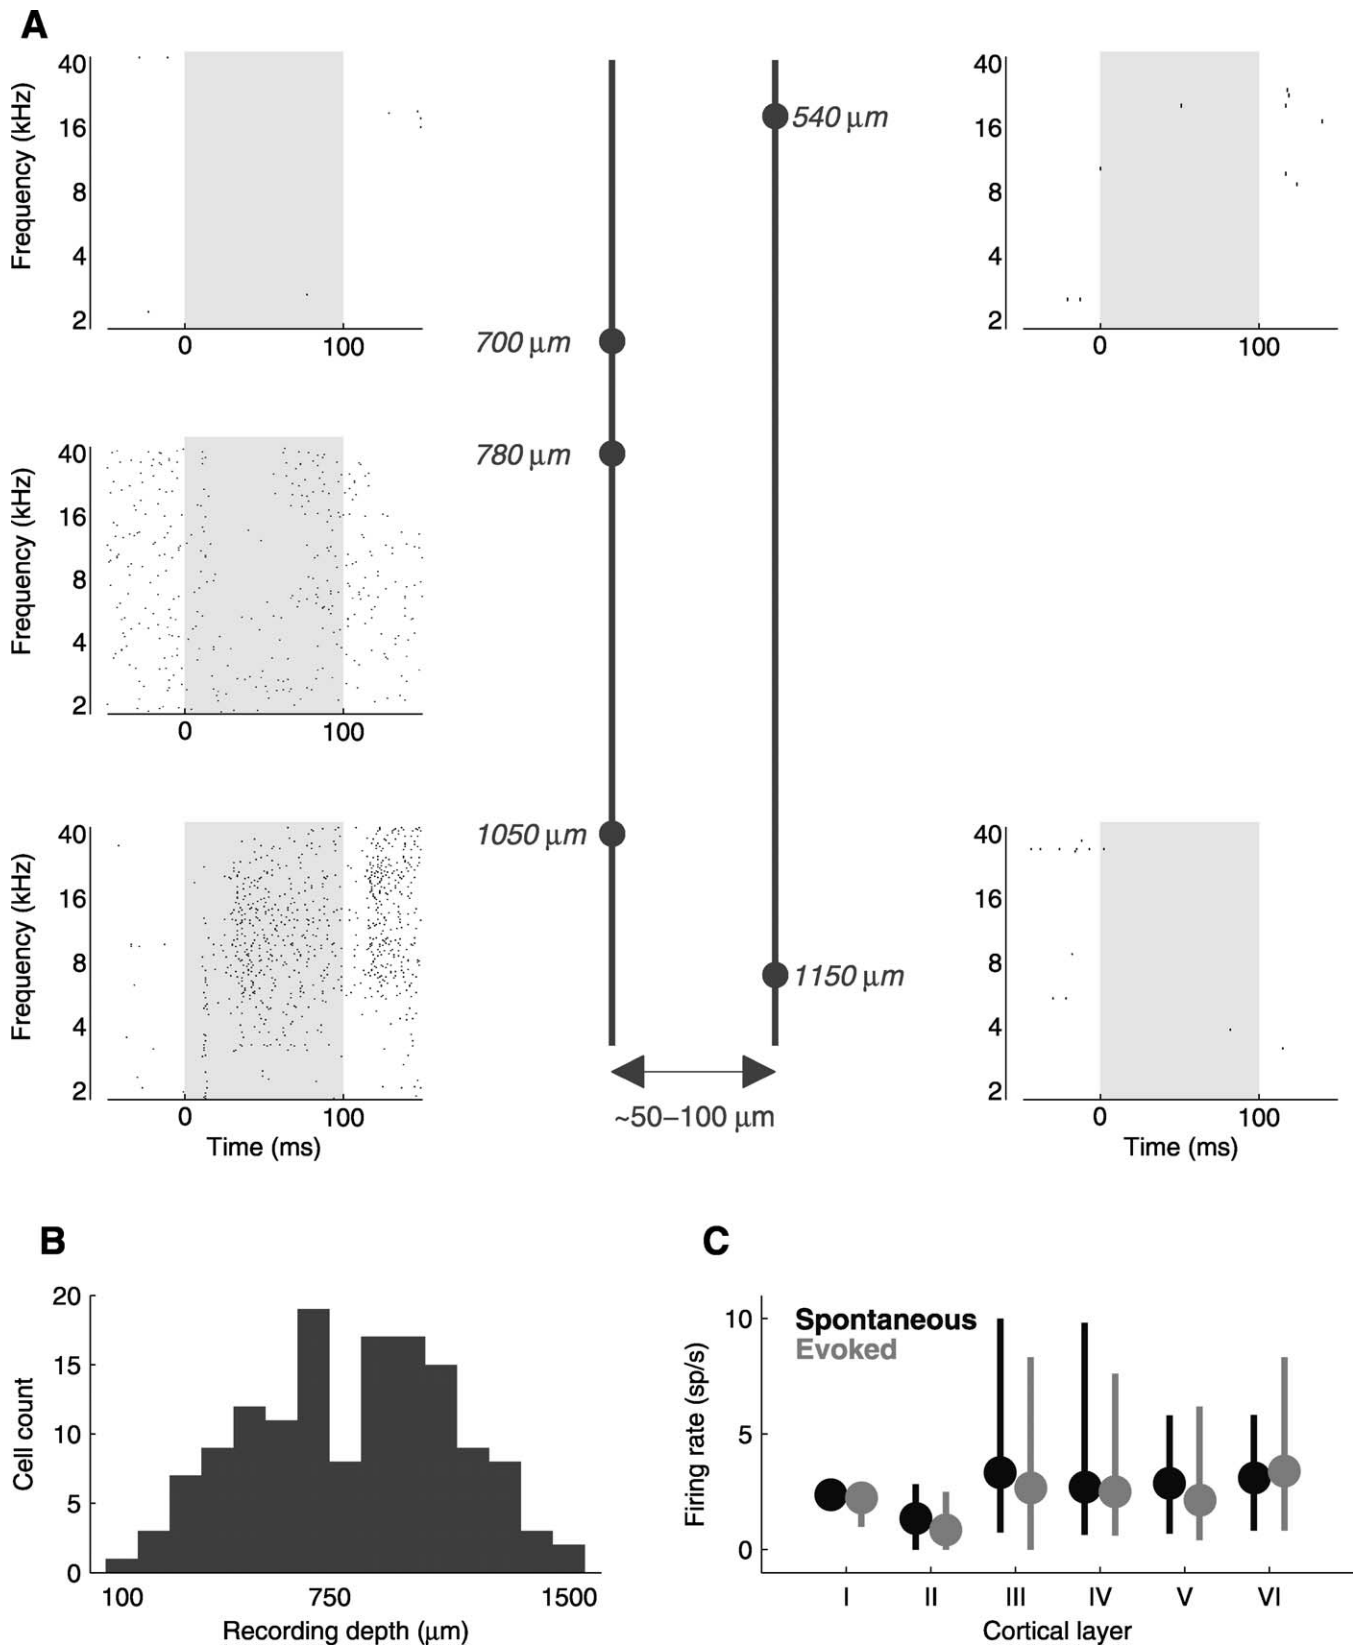 A
Frequency (kHz)
40
16
8
4
2
0 100
700 μm
780 μm
1050 μm
540 μm
1150 μm
~50–100 μm
40
16
8
4
2
0 100
Frequency (kHz)
40
16
8
4
2
0 100
Frequency (kHz)
40
16
8
4
2
0 100
Time (ms)
40
16
8
4
2
0 100
Time (ms)
B
Cell count
20
15
10
5
0
100 750 1500
Recording depth (μm)
C
Firing rate (sp/s)
10
5
0
Spontaneous
Evoked
I II III IV V VI
Cortical layer